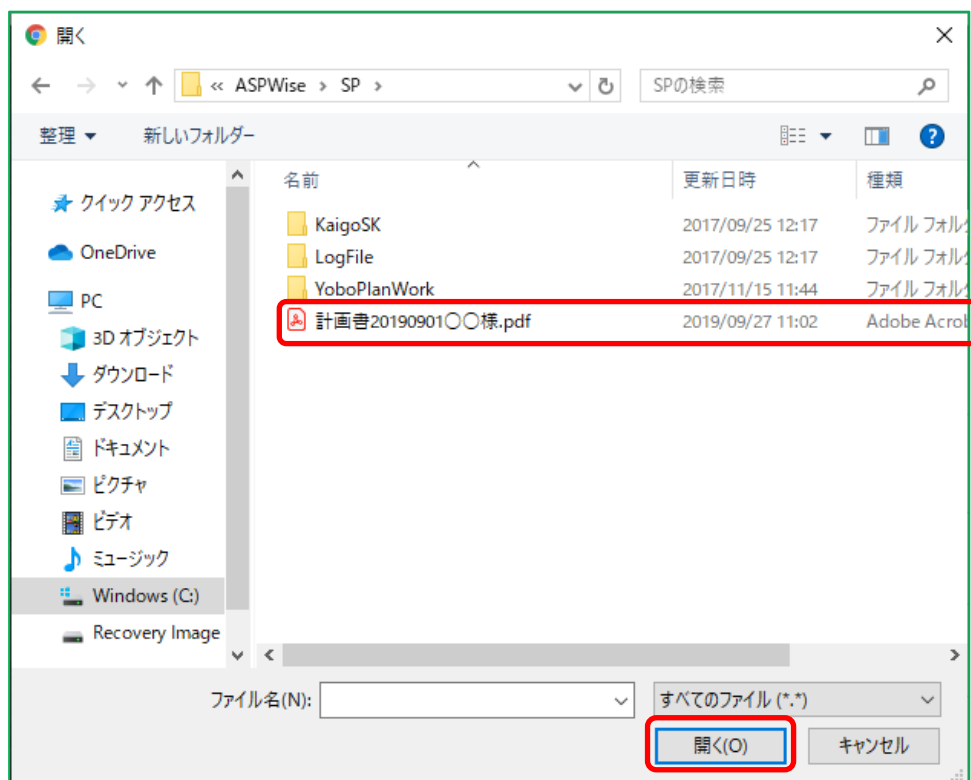 開く
« ASPWise › SP ›
SPの検索
整理 新しいフォルダー
名前 更新日時 種類
クイック アクセス
OneDrive
PC
3D オブジェクト
ダウンロード
デスクトップ
ドキュメント
ピクチャ
ビデオ
ミュージック
Windows (C:)
Recovery Image
KaigoSK 2017/09/25 12:17 ファイル フォル
LogFile 2017/09/25 12:17 ファイル フォル
YoboPlanWork 2017/11/15 11:44 ファイル フォル
計画書20190901〇〇様.pdf 2019/09/27 11:02 Adobe Acrob
ファイル名(N): すべてのファイル (*.*)
開く(O) キャンセル